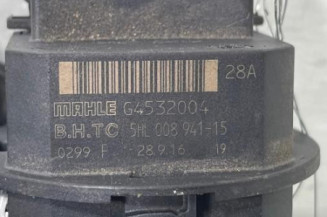 28A
MAHLE G4532004
B.H.TC 5HL 008 941-15
0299 F 28.9.16 19